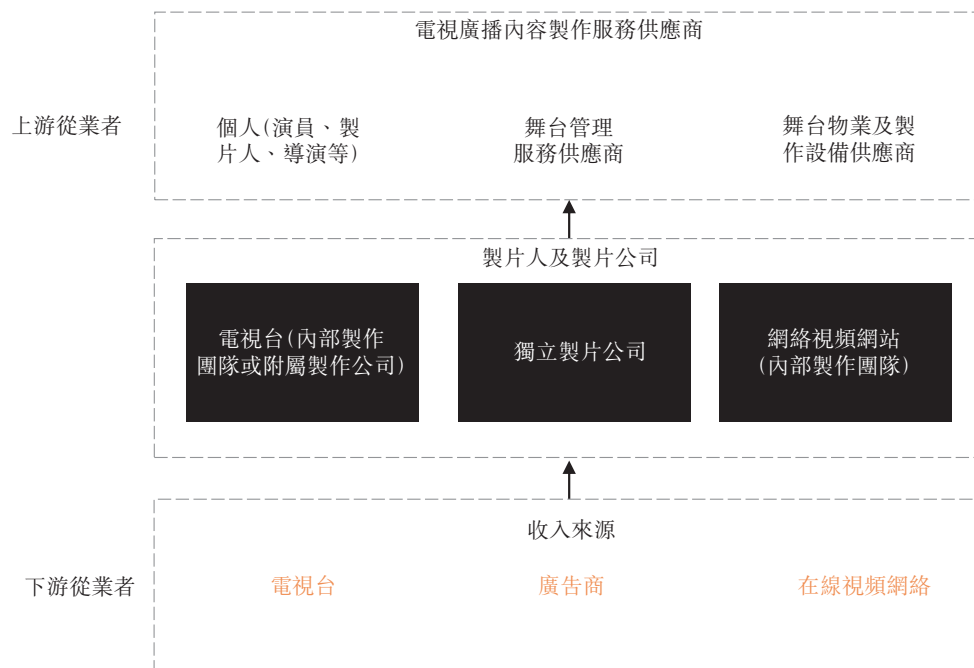 電視廣播內容製作服務供應商
上游從業者
個人(演員、製
片人、導演等)
舞台管理
服務供應商
舞台物業及製
作設備供應商
製片人及製片公司
電視台(內部製作
團隊或附屬製作公司)
獨立製片公司
網絡視頻網站
(內部製作團隊)
收入來源
下游從業者
電視台
廣告商
在線視頻網絡